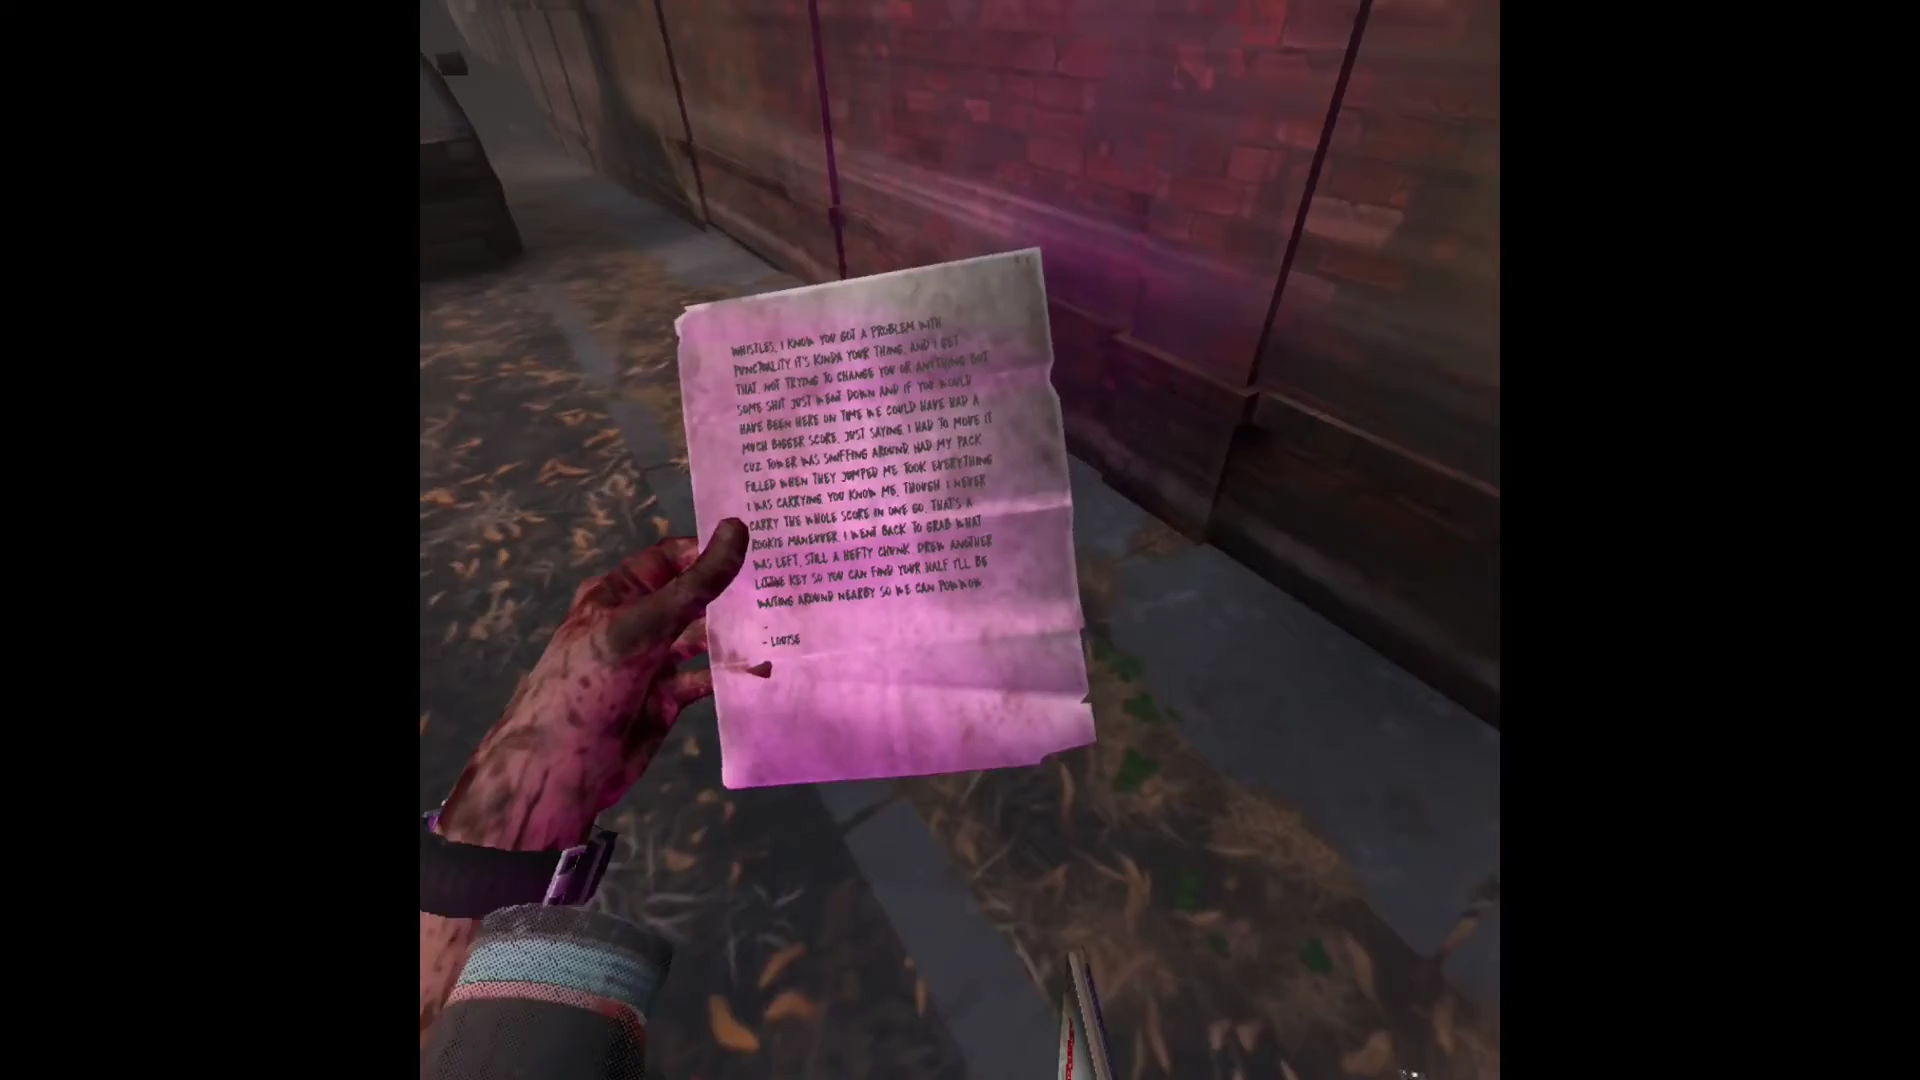 WHISTLES, I KNOW YOU GOT A PROBLEM WITH
PUNCTUALITY IT'S KINDA YOUR THING, AND I GET
THAT. NOT TRYING TO CHANGE YOU OR ANYTHING BUT
SOME SHIT JUST WENT DOWN AND IF YOU WOULD
HAVE BEEN HERE ON TIME WE COULD HAVE HAD A
MUCH BIGGER SCORE. JUST SAYING I HAD TO MOVE IT
CUZ TOWER WAS SNIFFING AROUND HAD MY PACK
FILLED WHEN THEY JUMPED ME TOOK EVERYTHING
I WAS CARRYING YOU KNOW ME, THOUGH I NEVER
CARRY THE WHOLE SCORE IN ONE GO. THAT'S A
ROOKIE MANEUVER. I WENT BACK TO GRAB WHAT
WAS LEFT, STILL A HEFTY CHUNK. DREW ANOTHER
KEY SO YOU CAN FIND YOUR HALF I'LL BE
WAITING AROUND NEARBY SO WE CAN POWWOW.
-
- LOUISE